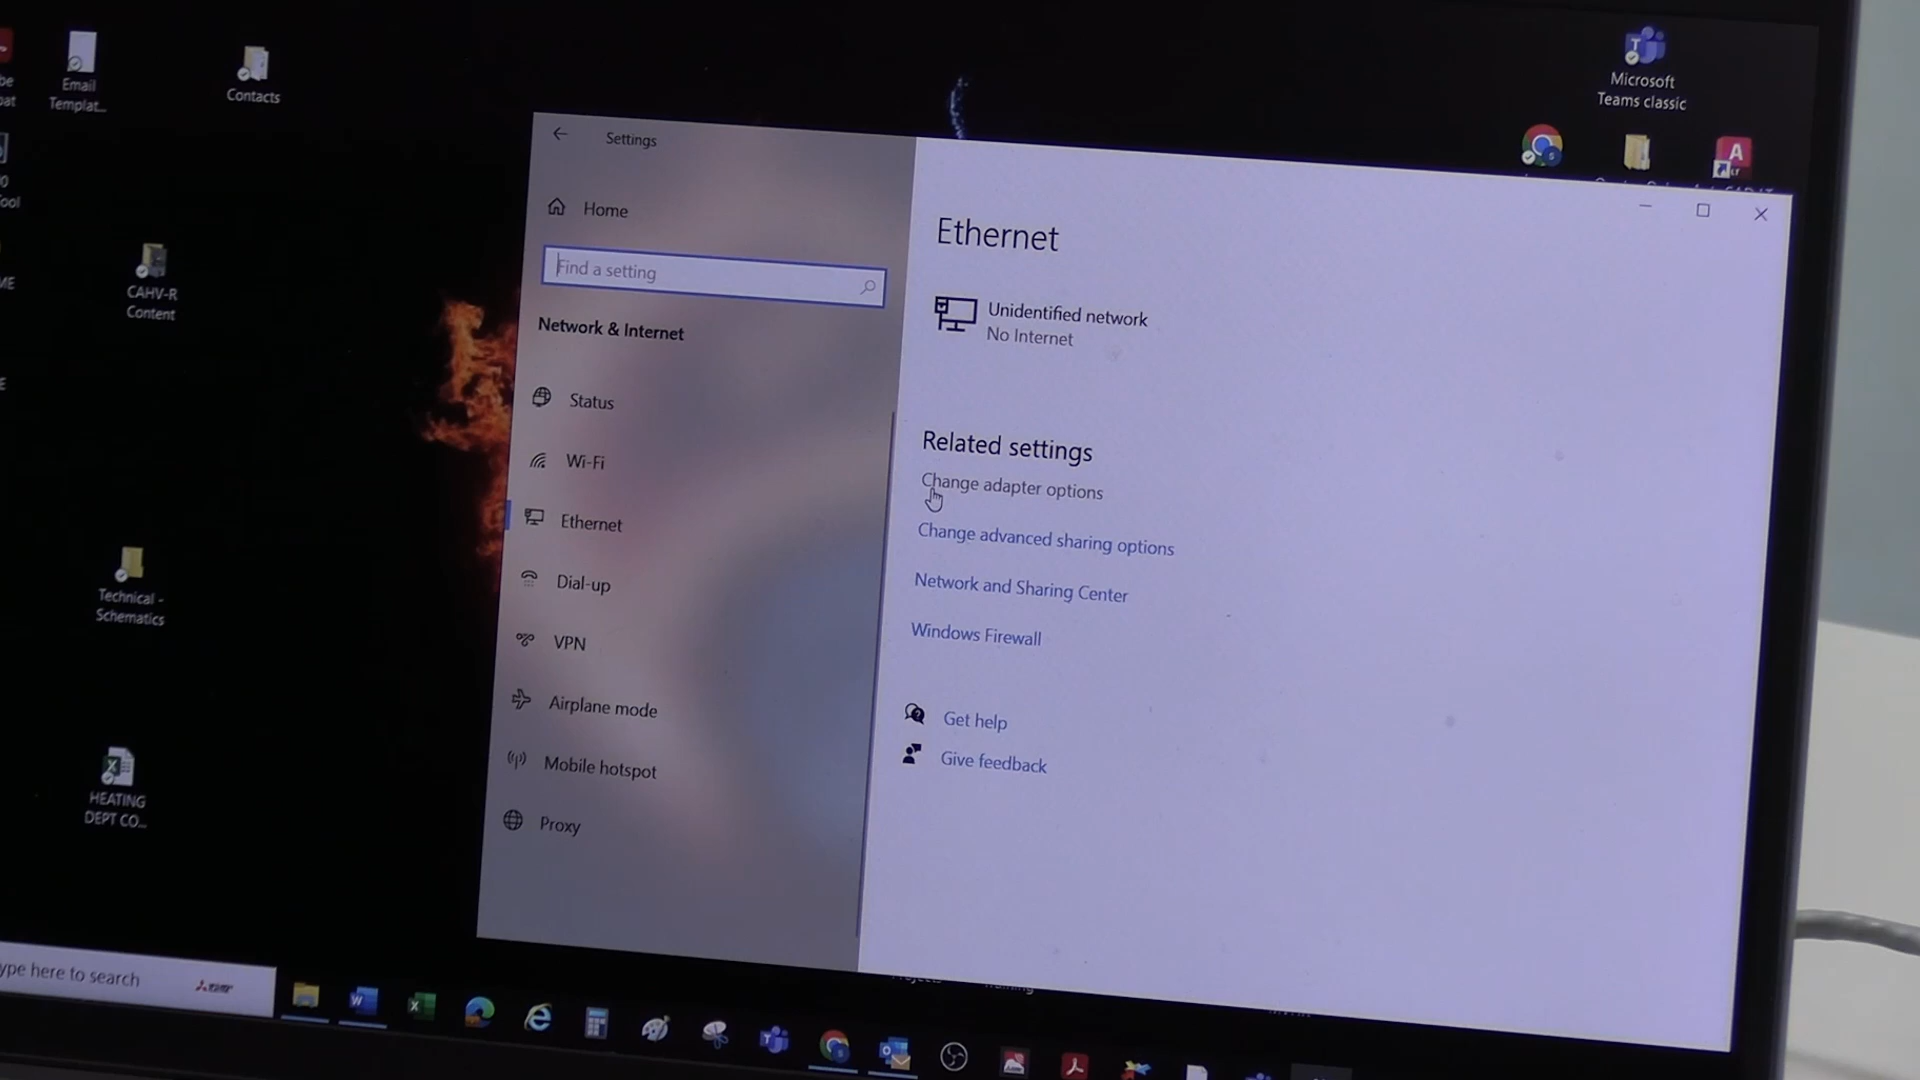 Email
Templat...
Contacts
Microsoft
Teams classic
CAHV-R
Content
Technical -
Schematics
HEATING
DEPT CO...
Settings
Home
Find a setting
Network & Internet
Status
Wi-Fi
Ethernet
Dial-up
VPN
Airplane mode
Mobile hotspot
Proxy
Ethernet
Unidentified network
No Internet
Related settings
Change adapter options
Change advanced sharing options
Network and Sharing Center
Windows Firewall
Get help
Give feedback
ype here to search